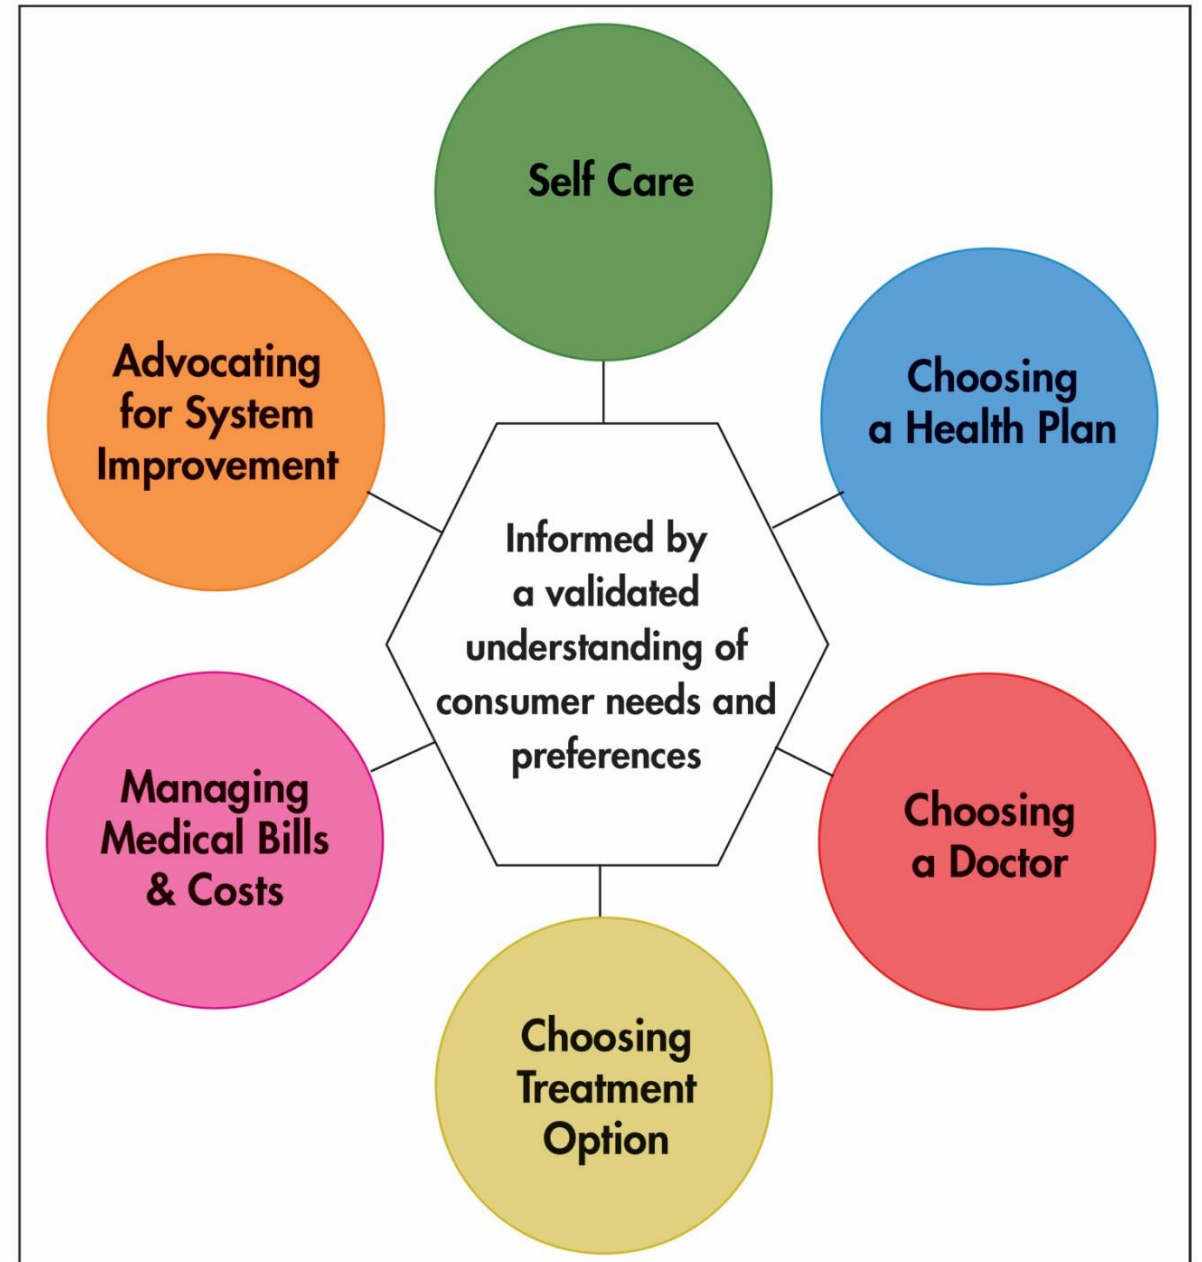 Self Care
Choosing
a Health Plan
Choosing
a Doctor
Choosing
Treatment
Option
Managing
Medical Bills
& Costs
Advocating
for System
Improvement
Informed by
a validated
understanding of
consumer needs and
preferences